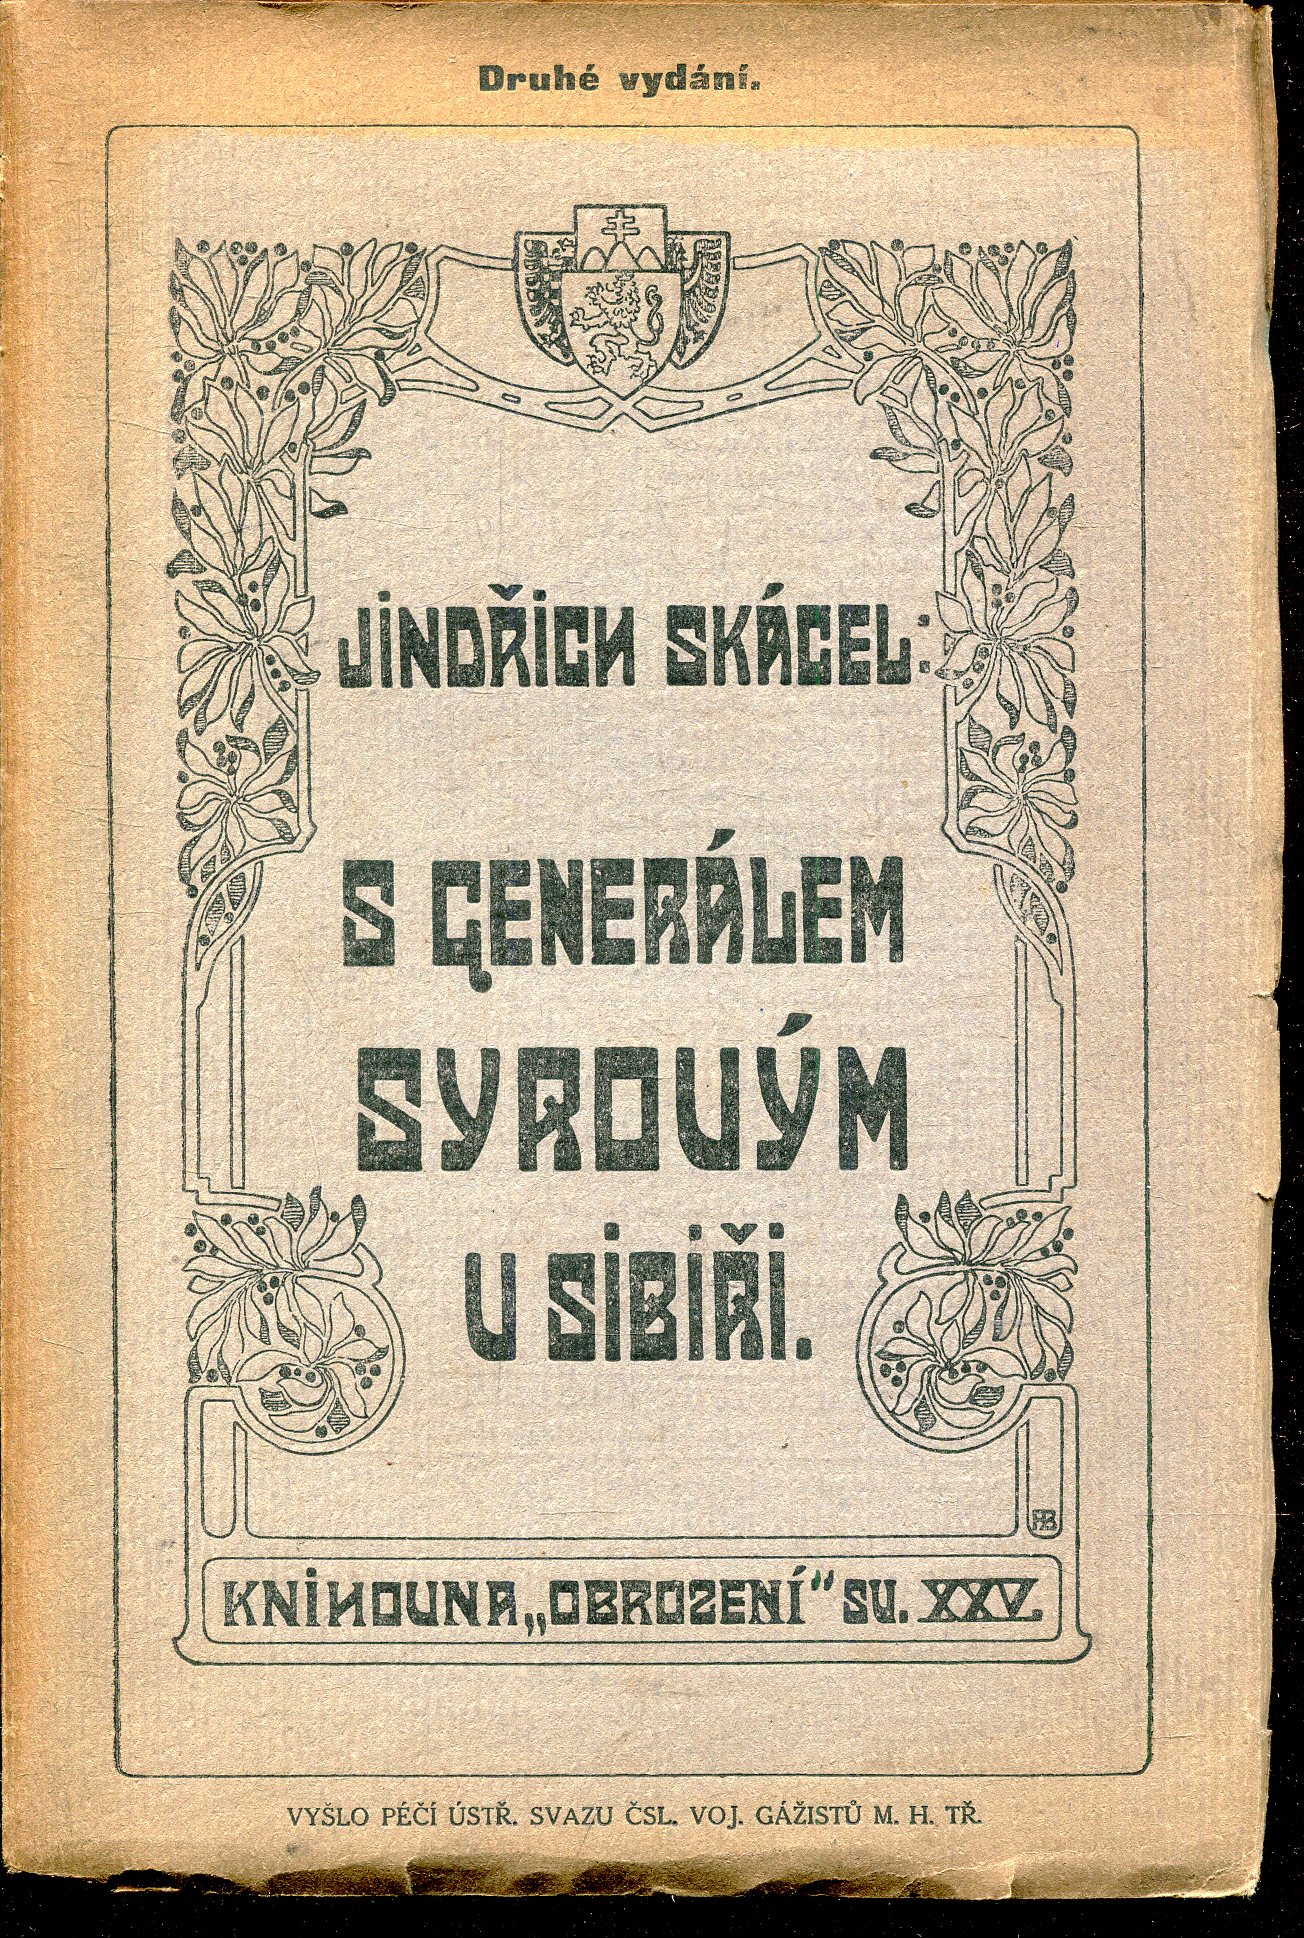 Druhé vydání.
JINDŘICH SKÁCEL:
S GENERÁLEM
SYROVÝM
V SIBIŘI.
KNIHOVNA „OBROZENÍ“ SV. XXV.
VYŠLO PÉČÍ ÚSTŘ. SVAZU ČSL. VOJ. GÁŽISTŮ M. H. TŘ.